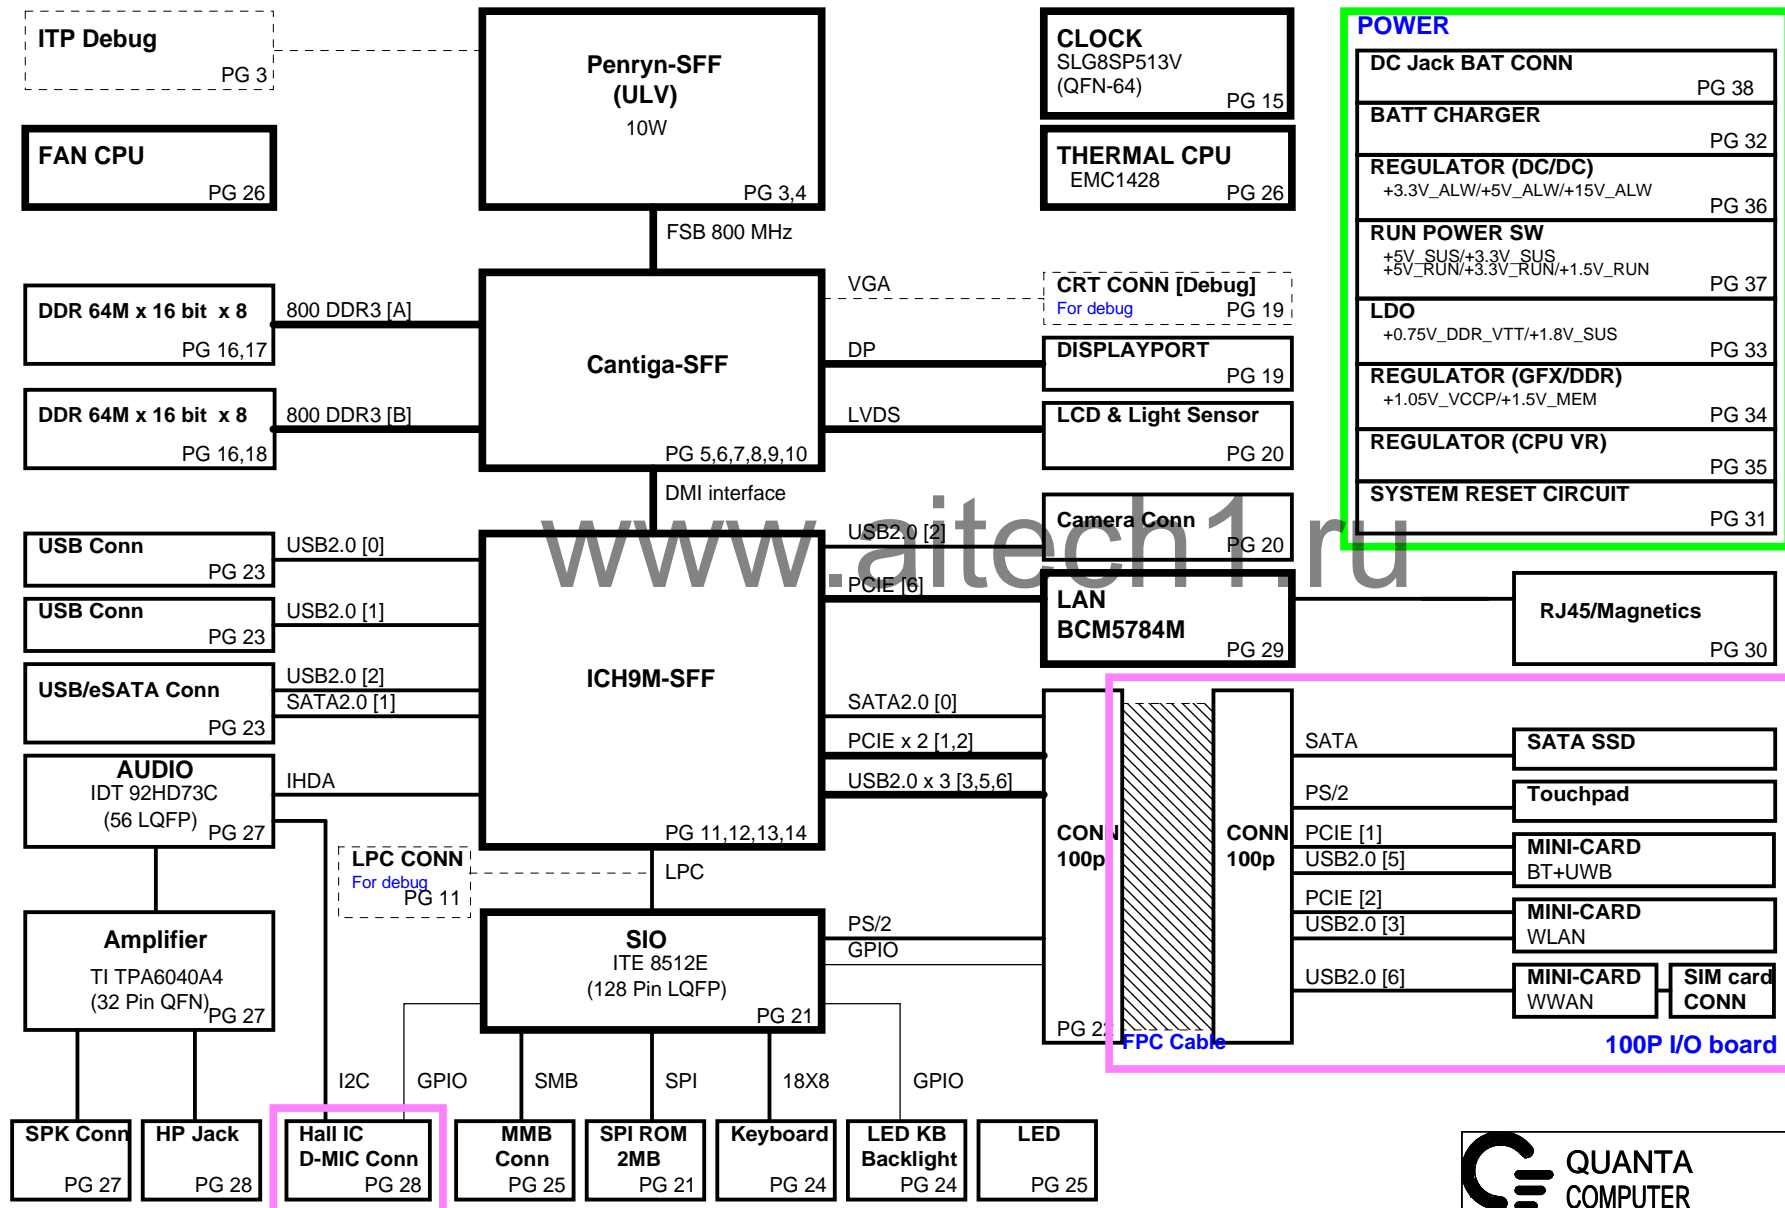 ITP Debug
PG 3
FAN CPU
PG 26
Penryn-SFF
(ULV)
10W
PG 3,4
CLOCK
SLG8SP513V
(QFN-64)
PG 15
THERMAL CPU
EMC1428
PG 26
POWER
DC Jack BAT CONN
PG 38
BATT CHARGER
PG 32
REGULATOR (DC/DC)
+3.3V_ALW/+5V_ALW/+15V_ALW
PG 36
RUN POWER SW
+5V_SUS/+3.3V_SUS
+5V_RUN/+3.3V_RUN/+1.5V_RUN
PG 37
LDO
+0.75V_DDR_VTT/+1.8V_SUS
PG 33
REGULATOR (GFX/DDR)
+1.05V_VCCP/+1.5V_MEM
PG 34
REGULATOR (CPU VR)
PG 35
SYSTEM RESET CIRCUIT
PG 31
FSB 800 MHz
DDR 64M x 16 bit x 8
PG 16,17
800 DDR3 [A]
DDR 64M x 16 bit x 8
PG 16,18
800 DDR3 [B]
Cantiga-SFF
PG 5,6,7,8,9,10
VGA
CRT CONN [Debug]
For debug
PG 19
DP
DISPLAYPORT
PG 19
LVDS
LCD & Light Sensor
PG 20
DMI interface
www.aitech1.ru
USB Conn
PG 23
USB2.0 [0]
USB Conn
PG 23
USB2.0 [1]
USB/eSATA Conn
PG 23
USB2.0 [2]
SATA2.0 [1]
AUDIO
IDT 92HD73C
(56 LQFP)
PG 27
IHDA
ICH9M-SFF
PG 11,12,13,14
USB2.0 [2]
Camera Conn
PG 20
PCIE [6]
LAN
BCM5784M
PG 29
RJ45/Magnetics
PG 30
SATA2.0 [0]
PCIE x 2 [1,2]
USB2.0 x 3 [3,5,6]
CONN
100p
PG 22
FPC Cable
CONN
100p
SATA
SATA SSD
PS/2
Touchpad
PCIE [1]
USB2.0 [5]
MINI-CARD
BT+UWB
PCIE [2]
USB2.0 [3]
MINI-CARD
WLAN
USB2.0 [6]
MINI-CARD
WWAN
SIM card
CONN
100P I/O board
LPC CONN
For debug
PG 11
LPC
Amplifier
TI TPA6040A4
(32 Pin QFN)
PG 27
SIO
ITE 8512E
(128 Pin LQFP)
PG 21
PS/2
GPIO
I2C
GPIO
SMB
SPI
18X8
GPIO
SPK Conn
PG 27
HP Jack
PG 28
Hall IC
D-MIC Conn
PG 28
MMB
Conn
PG 25
SPI ROM
2MB
PG 21
Keyboard
PG 24
LED KB
Backlight
PG 24
LED
PG 25
QUANTA
COMPUTER